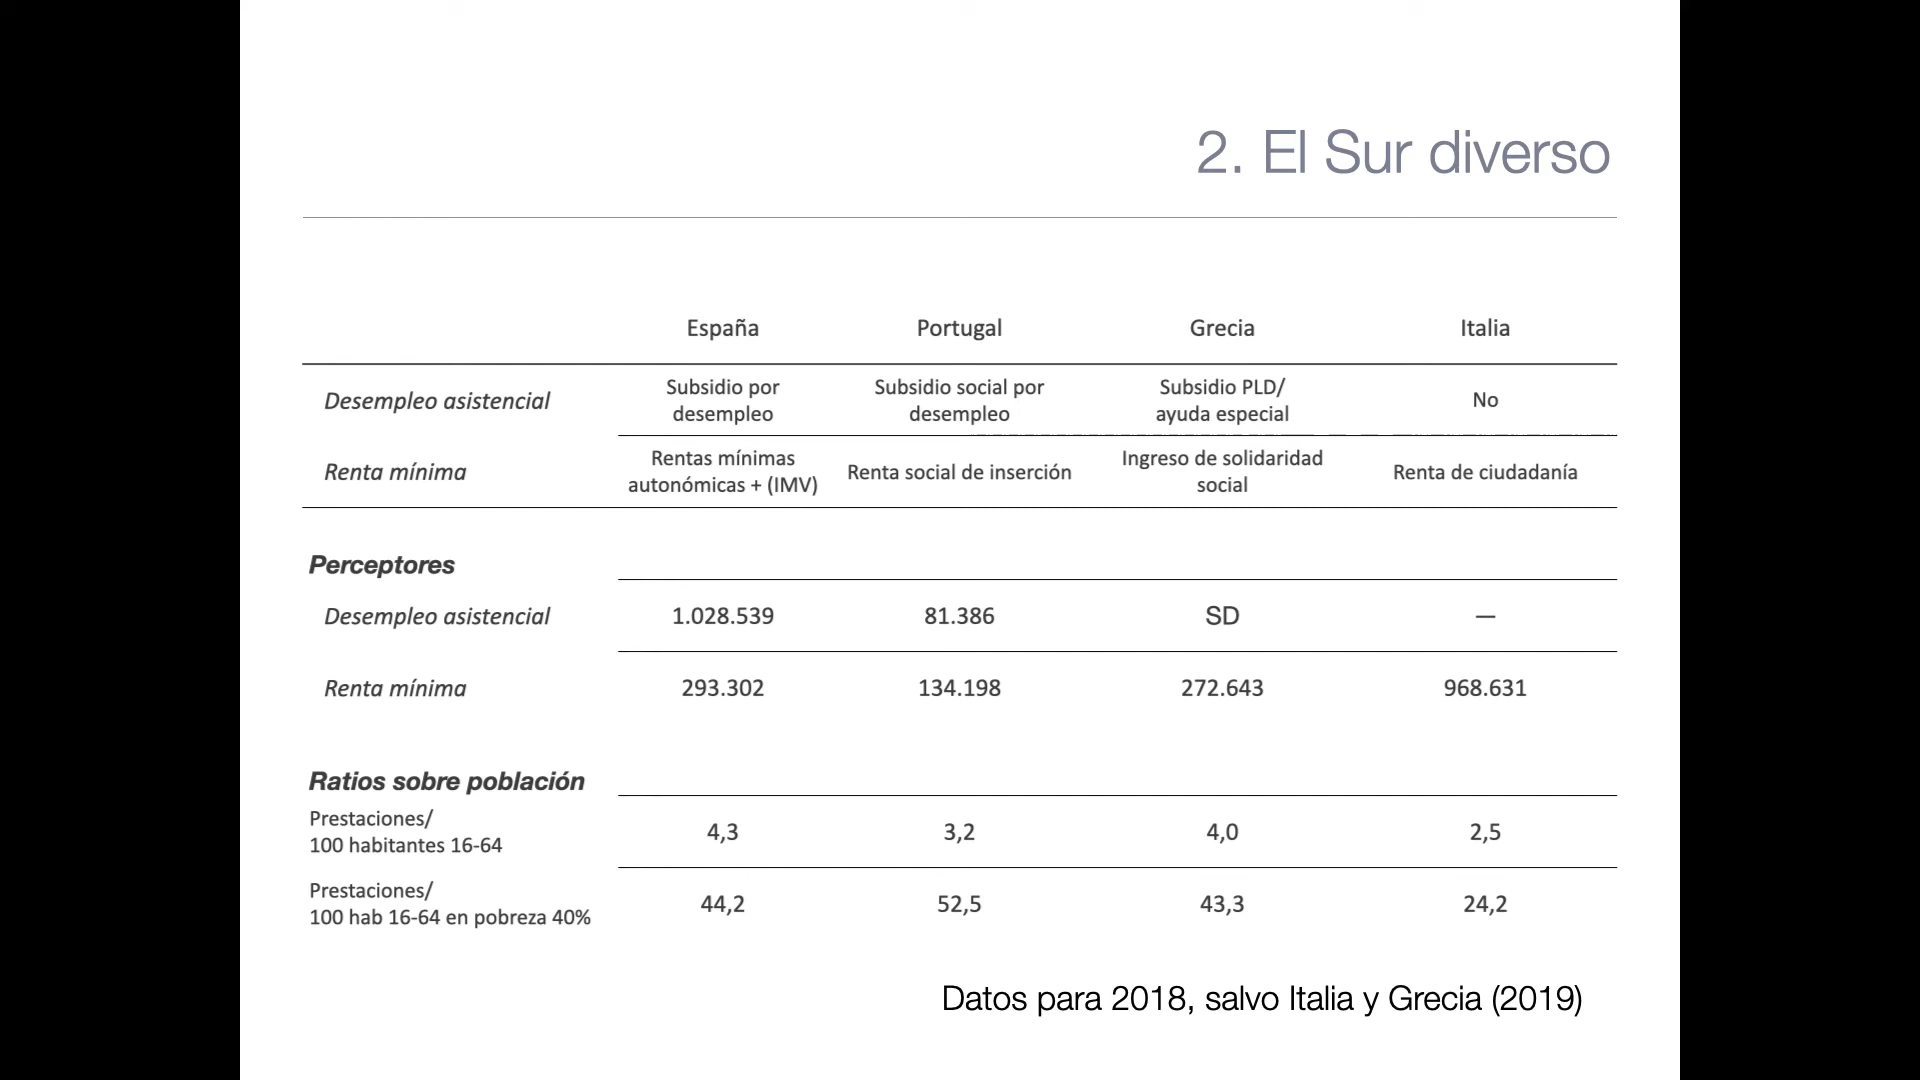 2. El Sur diverso
España Portugal Grecia Italia
Desempleo asistencial
Subsidio por
desempleo
Subsidio social por
desempleo
Subsidio PLD/
ayuda especial
No
Renta mínima
Rentas mínimas
autonómicas + (IMV)
Renta social de inserción
Ingreso de solidaridad
social
Renta de ciudadanía
Perceptores
Desempleo asistencial 1.028.539 81.386 SD —
Renta mínima 293.302 134.198 272.643 968.631
Ratios sobre población
Prestaciones/
100 habitantes 16-64
4,3 3,2 4,0 2,5
Prestaciones/
100 hab 16-64 en pobreza 40%
44,2 52,5 43,3 24,2
Datos para 2018, salvo Italia y Grecia (2019)